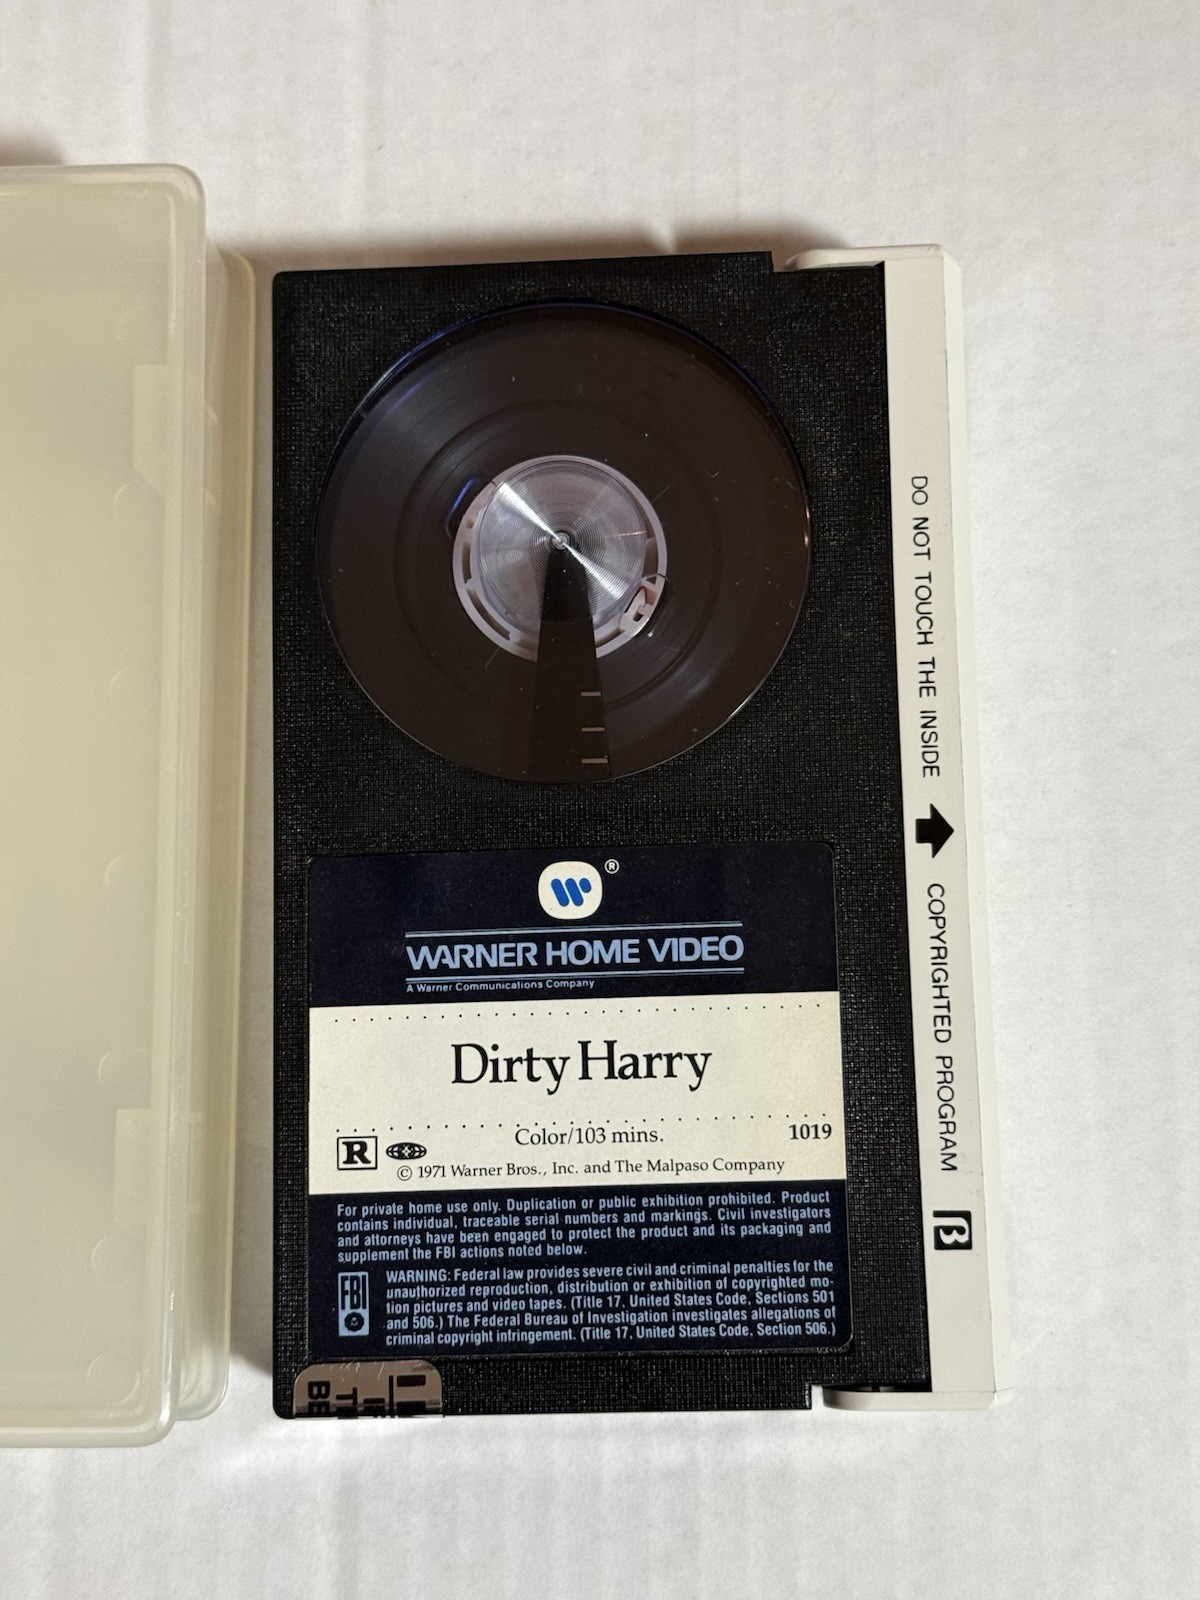 W ®
WARNER HOME VIDEO
A Warner Communications Company
Dirty Harry
Color/103 mins.
1019
R
© 1971 Warner Bros., Inc. and The Malpaso Company
For private home use only. Duplication or public exhibition prohibited. Product
contains individual, traceable serial numbers and markings. Civil investigators
and attorneys have been engaged to protect the product and its packaging and
supplement the FBI actions noted below.
FBI
WARNING: Federal law provides severe civil and criminal penalties for the
unauthorized reproduction, distribution or exhibition of copyrighted mo-
tion pictures and video tapes. (Title 17, United States Code, Sections 501
and 506.) The Federal Bureau of Investigation investigates allegations of
criminal copyright infringement. (Title 17, United States Code, Section 506.)
DO NOT TOUCH THE INSIDE
COPYRIGHTED PROGRAM
β